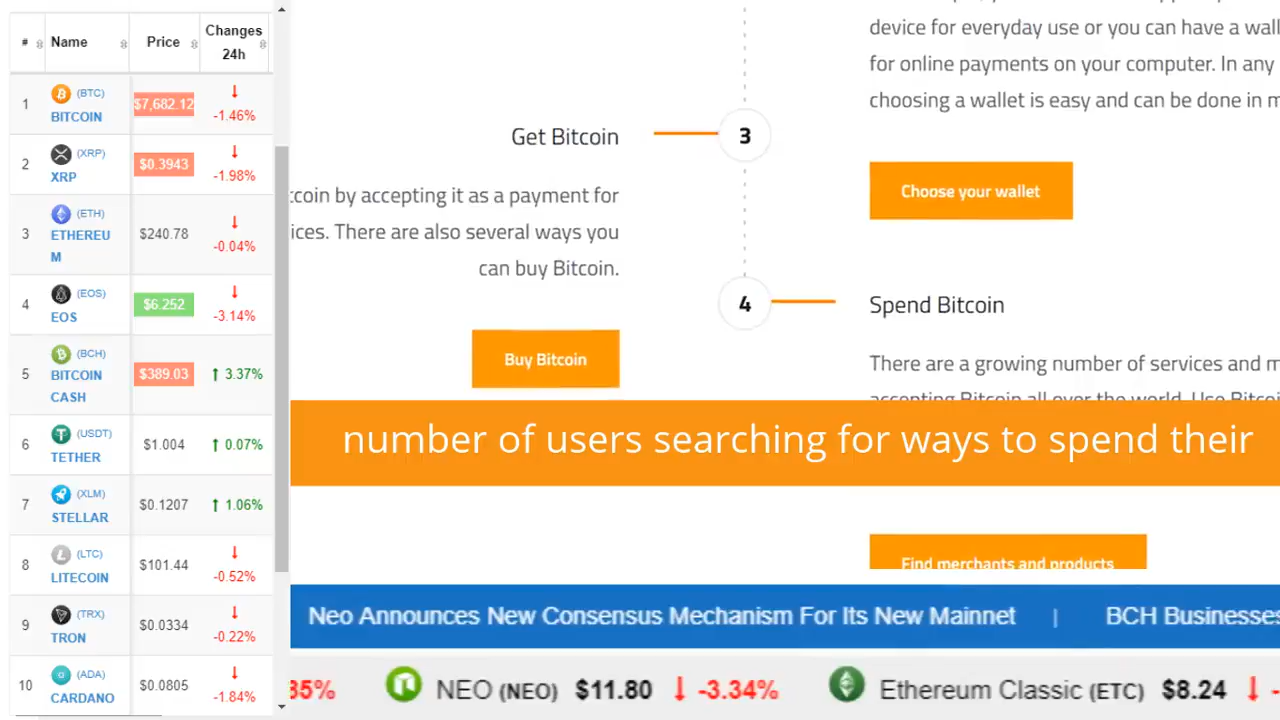 # Name Price Changes 24h
1 (BTC) BITCOIN $7,682.12 ↓ -1.46%
2 (XRP) XRP $0.3943 ↓ -1.98%
3 (ETH) ETHEREUM $240.78 ↓ -0.04%
4 (EOS) EOS $6.252 ↓ -3.14%
5 (BCH) BITCOIN CASH $389.03 ↑ 3.37%
6 (USDT) TETHER $1.004 ↑ 0.07%
7 (XLM) STELLAR $0.1207 ↑ 1.06%
8 (LTC) LITECOIN $101.44 ↓ -0.52%
9 (TRX) TRON $0.0334 ↓ -0.22%
10 (ADA) CARDANO $0.0805 ↓ -1.84%
device for everyday use or you can have a wall
for online payments on your computer. In any
choosing a wallet is easy and can be done in m
Choose your wallet
Get Bitcoin
3
tcoin by accepting it as a payment for
ices. There are also several ways you
can buy Bitcoin.
Buy Bitcoin
4
Spend Bitcoin
There are a growing number of services and m
accepting Bitcoin all over the world. Use Bitcoi
number of users searching for ways to spend their
Find merchants and products
Neo Announces New Consensus Mechanism For Its New Mainnet | BCH Businesses
35% NEO (NEO) $11.80 ↓ -3.34% Ethereum Classic (ETC) $8.24 ↓ -